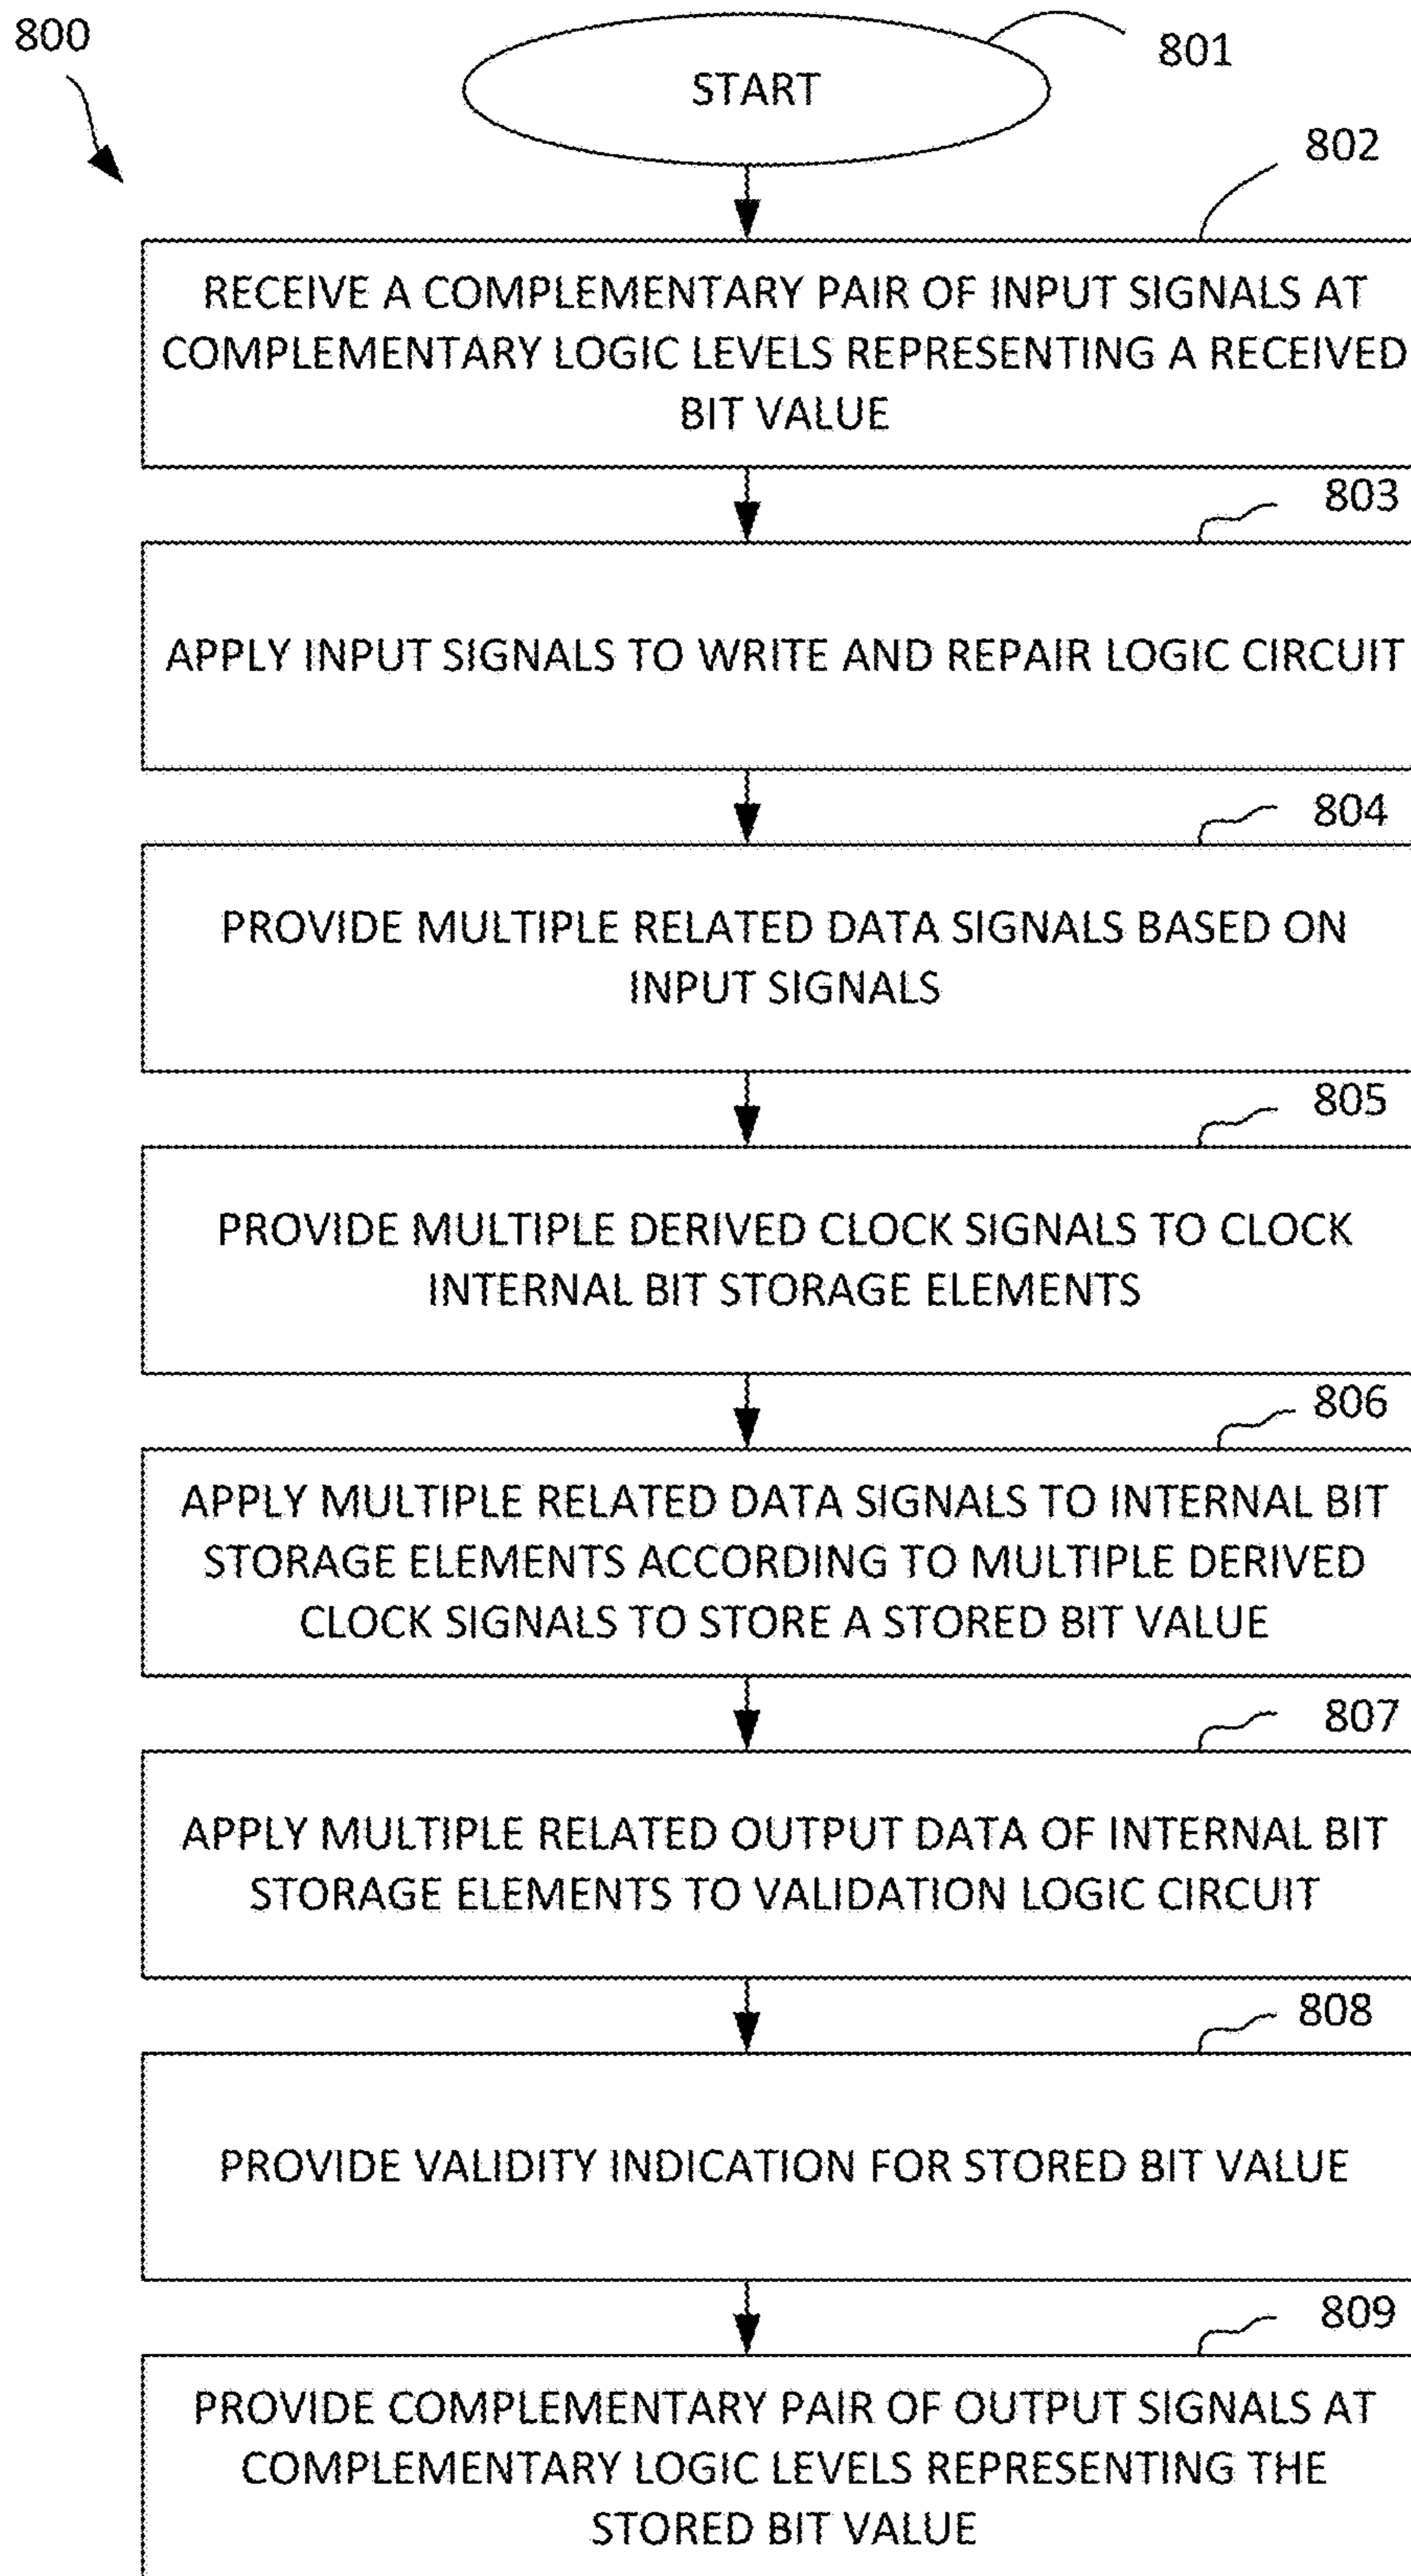 800
801
START
802
RECEIVE A COMPLEMENTARY PAIR OF INPUT SIGNALS AT
COMPLEMENTARY LOGIC LEVELS REPRESENTING A RECEIVED
BIT VALUE
803
APPLY INPUT SIGNALS TO WRITE AND REPAIR LOGIC CIRCUIT
804
PROVIDE MULTIPLE RELATED DATA SIGNALS BASED ON
INPUT SIGNALS
805
PROVIDE MULTIPLE DERIVED CLOCK SIGNALS TO CLOCK
INTERNAL BIT STORAGE ELEMENTS
806
APPLY MULTIPLE RELATED DATA SIGNALS TO INTERNAL BIT
STORAGE ELEMENTS ACCORDING TO MULTIPLE DERIVED
CLOCK SIGNALS TO STORE A STORED BIT VALUE
807
APPLY MULTIPLE RELATED OUTPUT DATA OF INTERNAL BIT
STORAGE ELEMENTS TO VALIDATION LOGIC CIRCUIT
808
PROVIDE VALIDITY INDICATION FOR STORED BIT VALUE
809
PROVIDE COMPLEMENTARY PAIR OF OUTPUT SIGNALS AT
COMPLEMENTARY LOGIC LEVELS REPRESENTING THE
STORED BIT VALUE